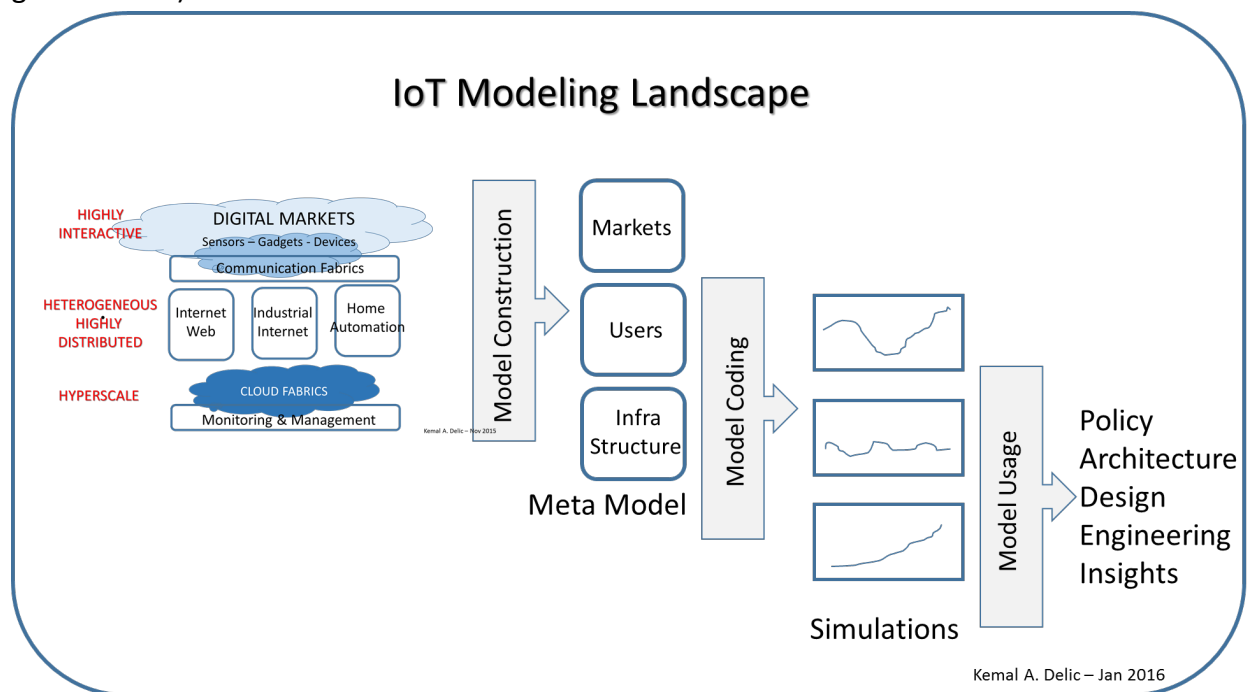 IoT Modeling Landscape
HIGHLY
INTERACTIVE
DIGITAL MARKETS
Sensors – Gadgets - Devices
Communication Fabrics
HETEROGENEOUS
HIGHLY
DISTRIBUTED
Internet
Web
Industrial
Internet
Home
Automation
HYPERSCALE
CLOUD FABRICS
Monitoring & Management
Kemal A. Delic – Nov 2015
Model Construction
Markets
Users
Infra
Structure
Meta Model
Model Coding
Simulations
Model Usage
Policy
Architecture
Design
Engineering
Insights
Kemal A. Delic – Jan 2016